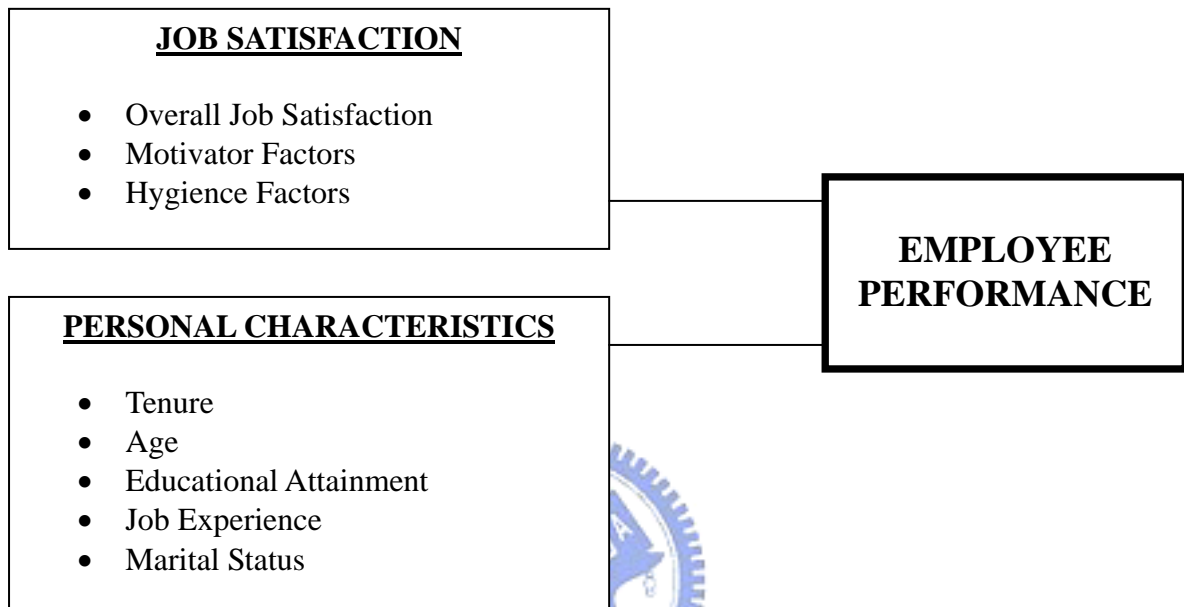 JOB SATISFACTION
• Overall Job Satisfaction
• Motivator Factors
• Hygience Factors
EMPLOYEE
PERFORMANCE
PERSONAL CHARACTERISTICS
• Tenure
• Age
• Educational Attainment
• Job Experience
• Marital Status